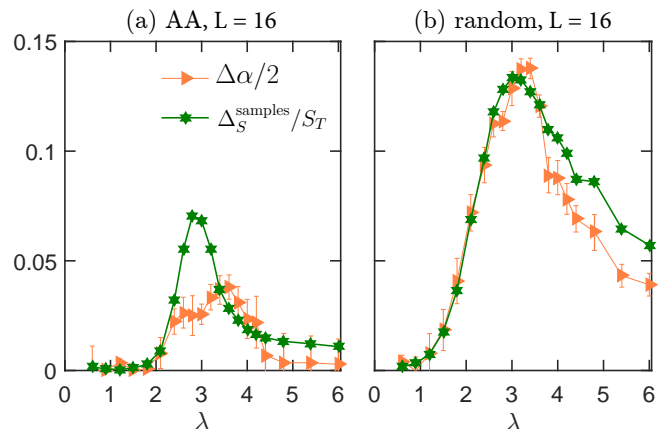 (a) AA, L = 16
(b) random, L = 16
0.15
0.1
0.05
0
Δα/2
Δ_S^samples/S_T
0 1 2 3 4 5 6
0 1 2 3 4 5 6
λ
λ